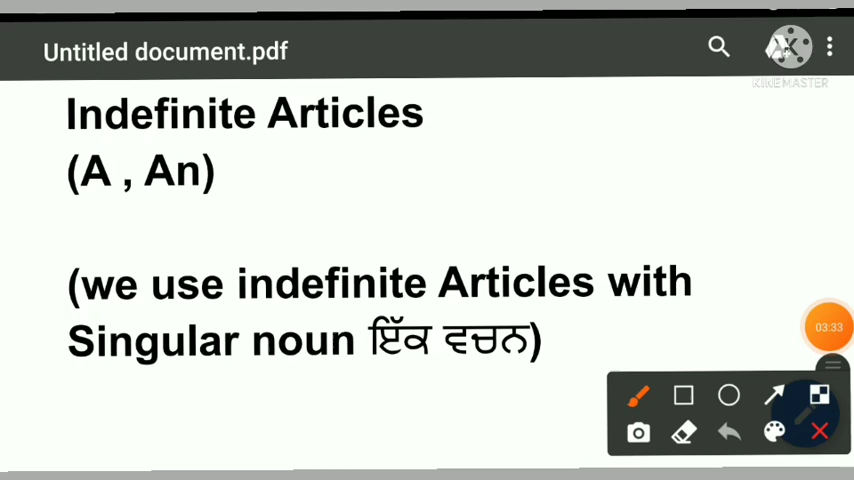 Untitled document.pdf
KINEMASTER
Indefinite Articles
(A , An)
(we use indefinite Articles with
Singular noun ਇੱਕ ਵਚਨ)
03:33